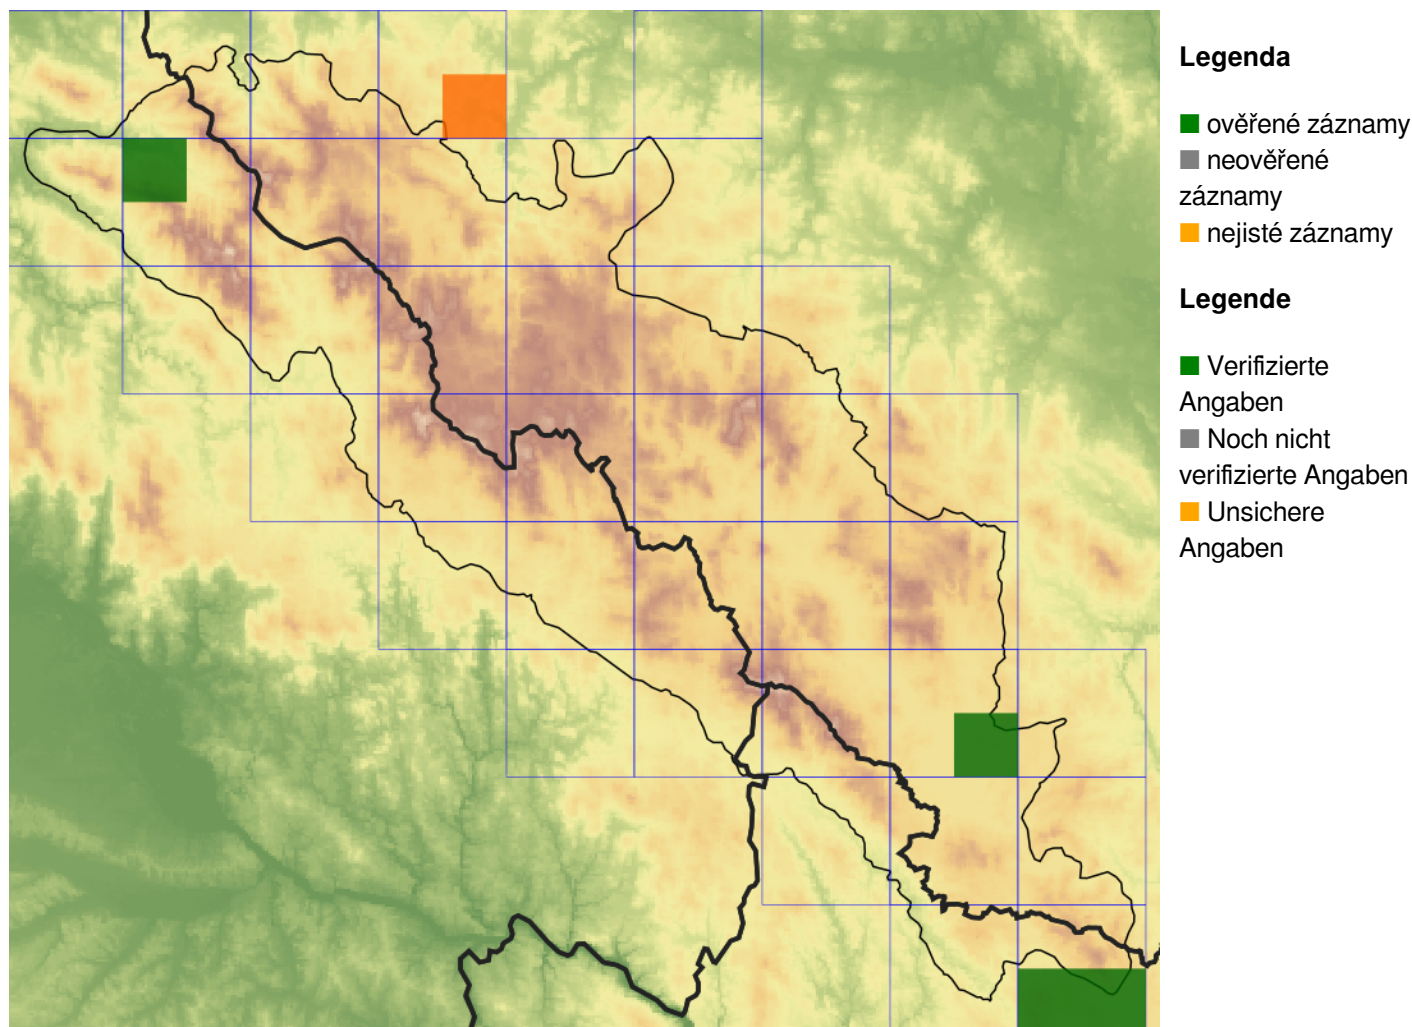 Legenda
ověřené záznamy
neověřené
záznamy
nejisté záznamy
Legende
Verifizierte
Angaben
Noch nicht
verifizierte Angaben
Unsichere
Angaben